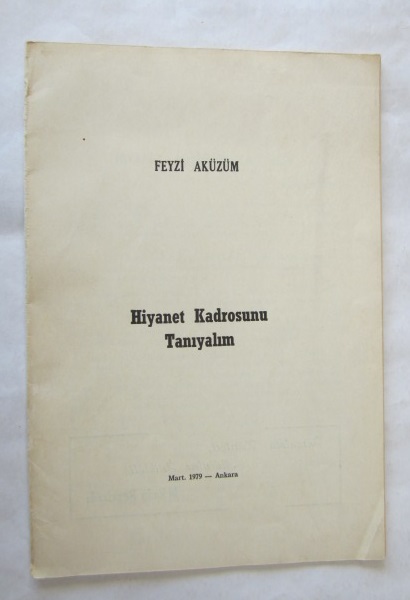 FEYZİ AKÜZÜM
Hiyanet Kadrosunu
Tanıyalım
Mart. 1979 — Ankara